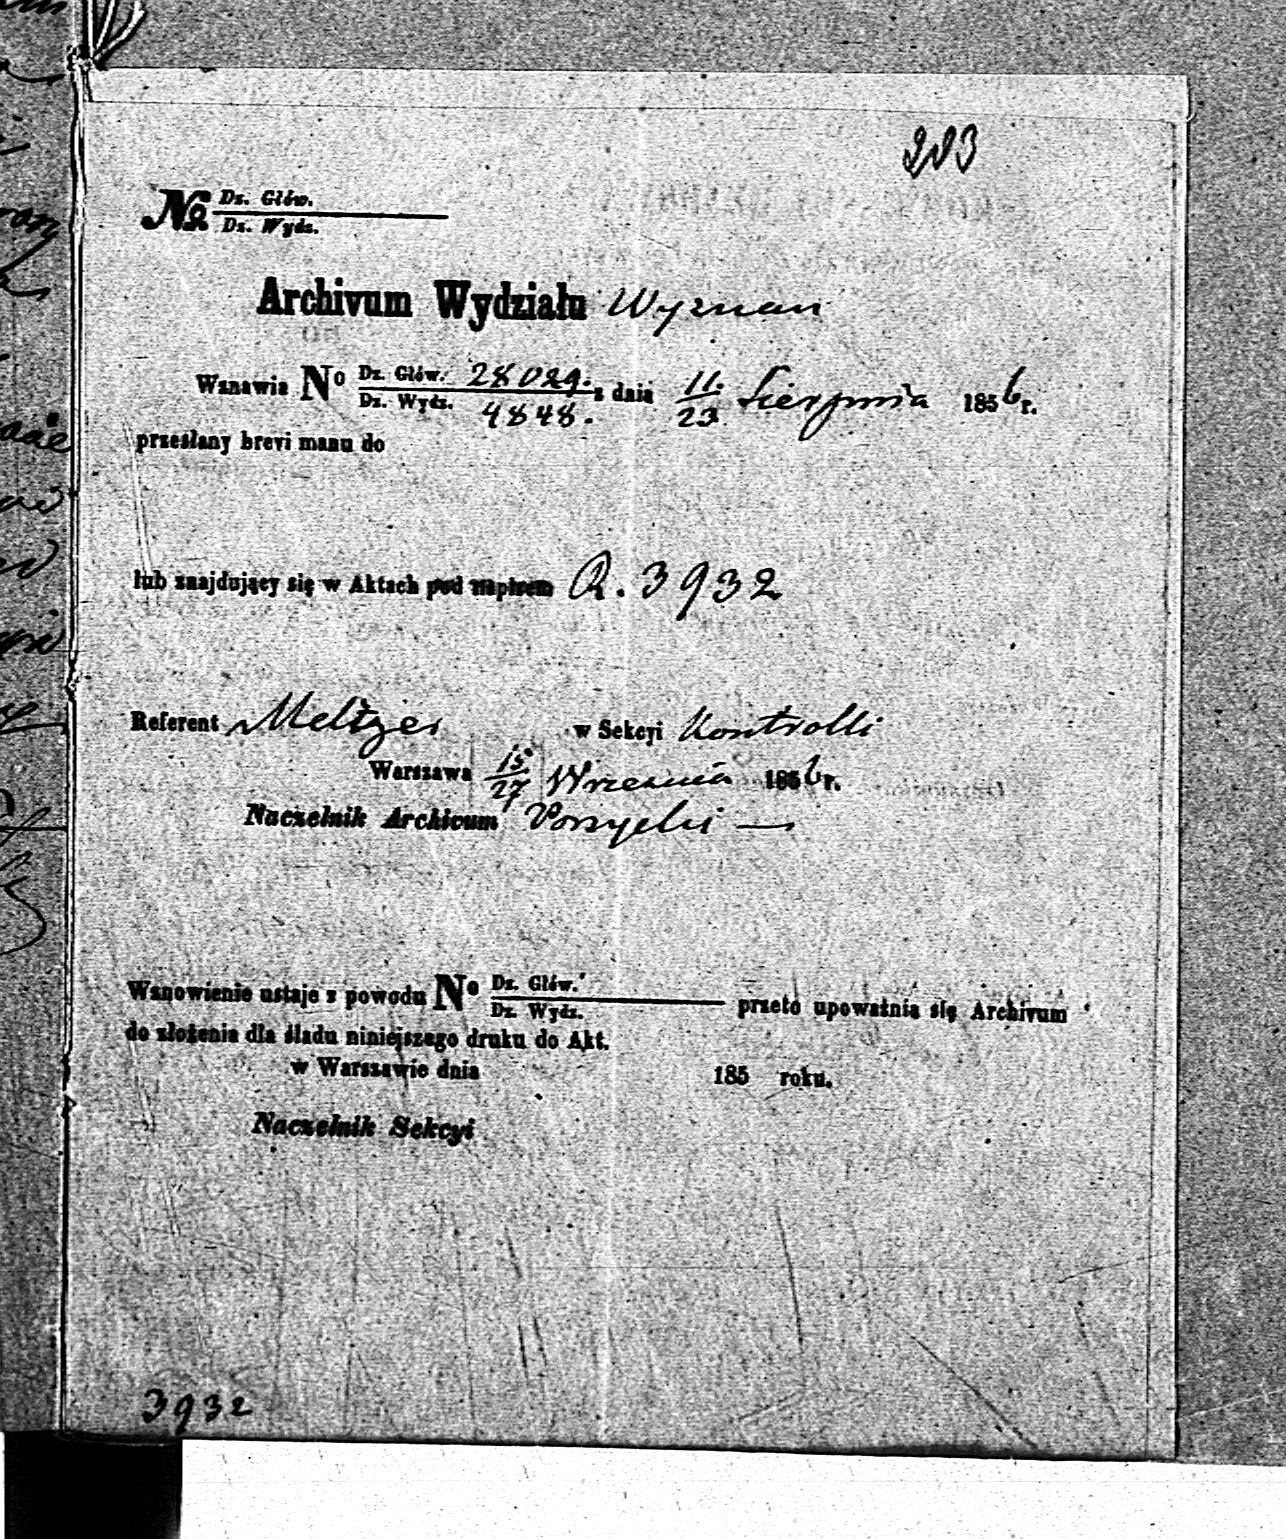 203
№ Dz. Głów.
Dz. Wydz.
Archivum Wydziału Wyznan
Wznawia No Dz. Głów. 28029. z dnia 11. Sierpnia 1856 r.
Dz. Wydz. 4848. 23
przesłany brevi manu do
lub znajdujący się w Aktach pod napisem R. 3932
Referent Meltzer w Sekcyi Kontrolli
Warszawa 15/27 Wrzesnia 1856 r.
Naczelnik Archivum
Wznowienie ustaje z powodu No Dz. Głów. przeto upoważnia się Archivum
Dz. Wydz.
do złożenia dla śladu niniejszego druku do Akt.
w Warszawie dnia 185 roku.
Naczelnik Sekcyi
3932